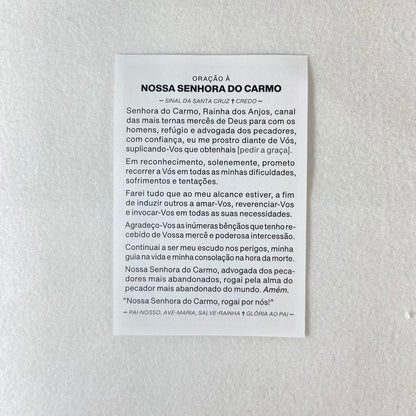 ORAÇÃO À
NOSSA SENHORA DO CARMO
– SINAL DA SANTA CRUZ ✝ CREDO –
Senhora do Carmo, Rainha dos Anjos, canal
das mais ternas mercês de Deus para com os
homens, refúgio e advogada dos pecadores,
com confiança, eu me prostro diante de Vós,
suplicando-Vos que obtenhais [pedir a graça].
Em reconhecimento, solenemente, prometo
recorrer a Vós em todas as minhas dificuldades,
sofrimentos e tentações.
Farei tudo que ao meu alcance estiver, a fim
de induzir outros a amar-Vos, reverenciar-Vos
e invocar-Vos em todas as suas necessidades.
Agradeço-Vos as inúmeras bênçãos que tenho re-
cebido de Vossa mercê e poderosa intercessão.
Continuai a ser meu escudo nos perigos, minha
guia na vida e minha consolação na hora da morte.
Nossa Senhora do Carmo, advogada dos peca-
dores mais abandonados, rogai pela alma do
pecador mais abandonado do mundo. Amém.
"Nossa Senhora do Carmo, rogai por nós!"
– PAI-NOSSO, AVE-MARIA, SALVE-RAINHA ✝ GLÓRIA AO PAI –